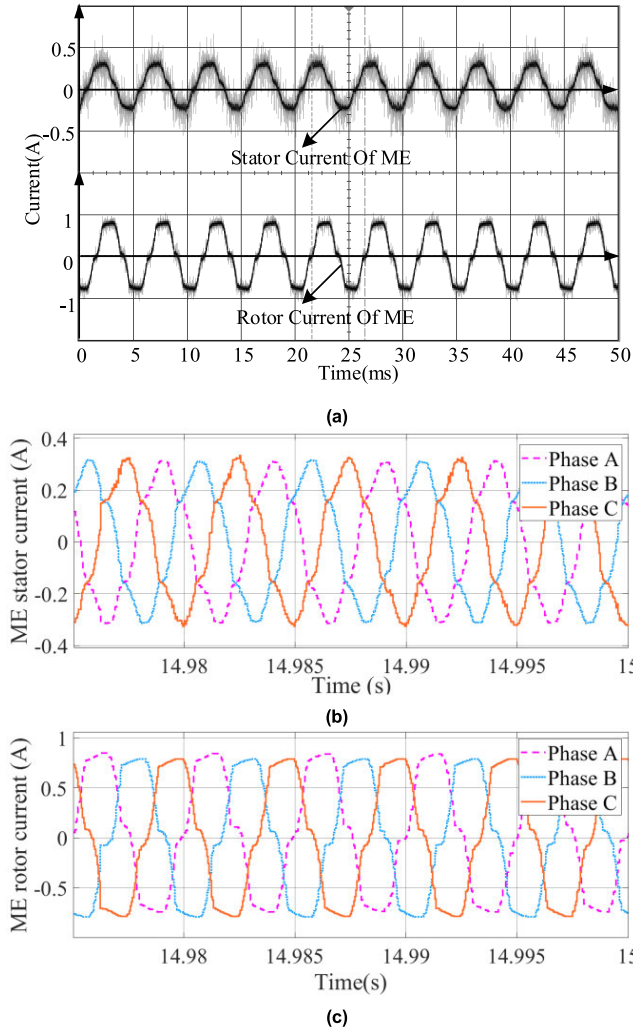 Current(A)
0.5
0
-0.5
Stator Current Of ME
1
0
-1
Rotor Current Of ME
0 5 10 15 20 25 30 35 40 45 50
Time(ms)
(a)
ME stator current (A)
0.4
0.2
0
-0.2
-0.4
Phase A
Phase B
Phase C
14.98 14.985 14.99 14.995 15
Time (s)
(b)
ME rotor current (A)
1
0.5
0
-0.5
Phase A
Phase B
Phase C
14.98 14.985 14.99 14.995 15
Time(s)
(c)